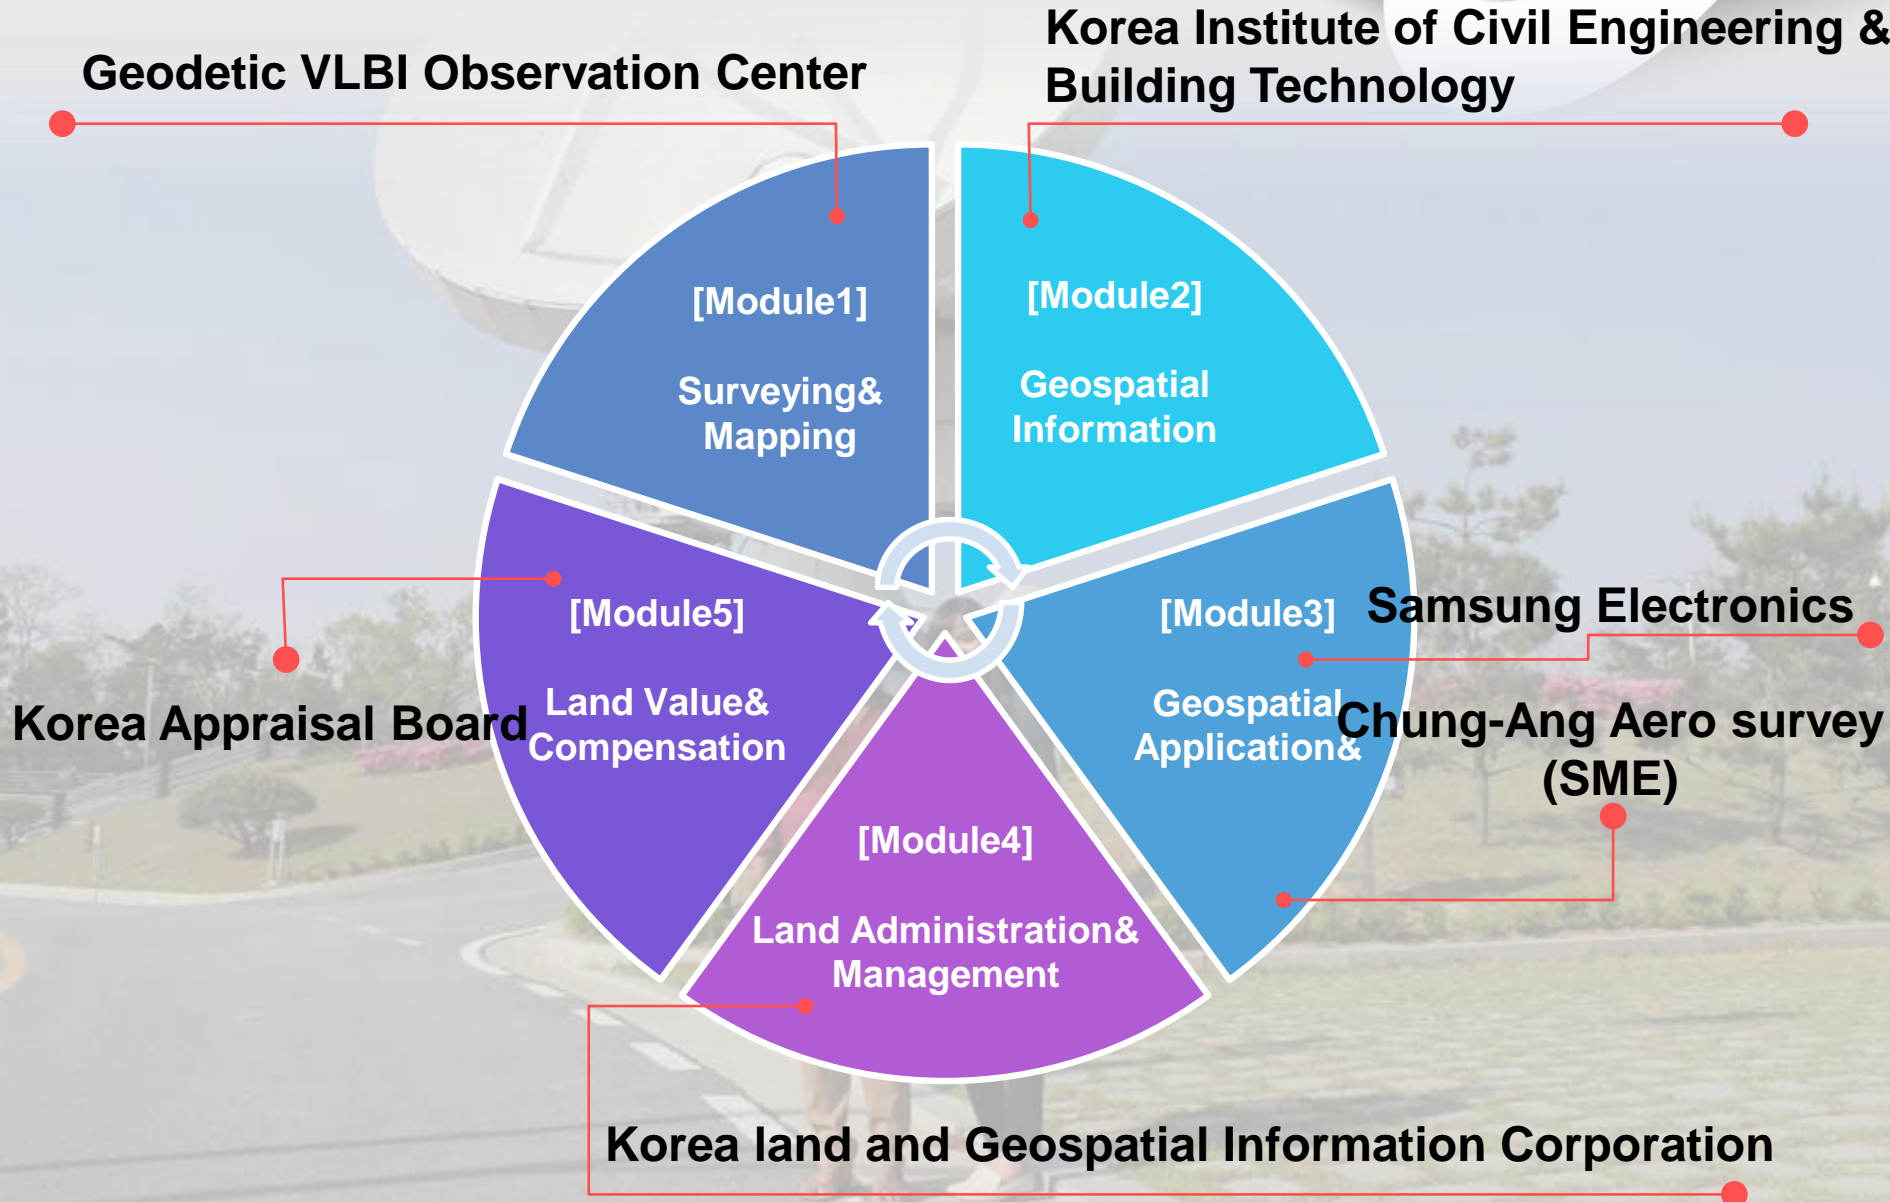 Geodetic VLBI Observation Center
Korea Institute of Civil Engineering &
Building Technology
[Module1]
Surveying&
Mapping
[Module2]
Geospatial
Information
[Module3]
Geospatial
Application&
Samsung Electronics
Chung-Ang Aero survey
(SME)
[Module4]
Land Administration&
Management
Korea land and Geospatial Information Corporation
[Module5]
Land Value&
Compensation
Korea Appraisal Board